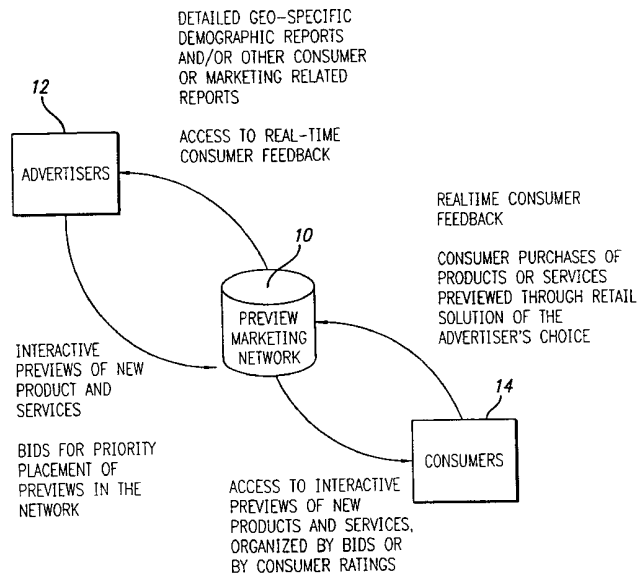 DETAILED GEO-SPECIFIC
DEMOGRAPHIC REPORTS
AND/OR OTHER CONSUMER
OR MARKETING RELATED
REPORTS
ACCESS TO REAL-TIME
CONSUMER FEEDBACK
12
ADVERTISERS
10
PREVIEW
MARKETING
NETWORK
REALTIME CONSUMER
FEEDBACK
CONSUMER PURCHASES OF
PRODUCTS OR SERVICES
PREVIEWED THROUGH RETAIL
SOLUTION OF THE
ADVERTISER'S CHOICE
INTERACTIVE
PREVIEWS OF NEW
PRODUCT AND
SERVICES
BIDS FOR PRIORITY
PLACEMENT OF
PREVIEWS IN THE
NETWORK
14
CONSUMERS
ACCESS TO INTERACTIVE
PREVIEWS OF NEW
PRODUCTS AND SERVICES,
ORGANIZED BY BIDS OR
BY CONSUMER RATINGS